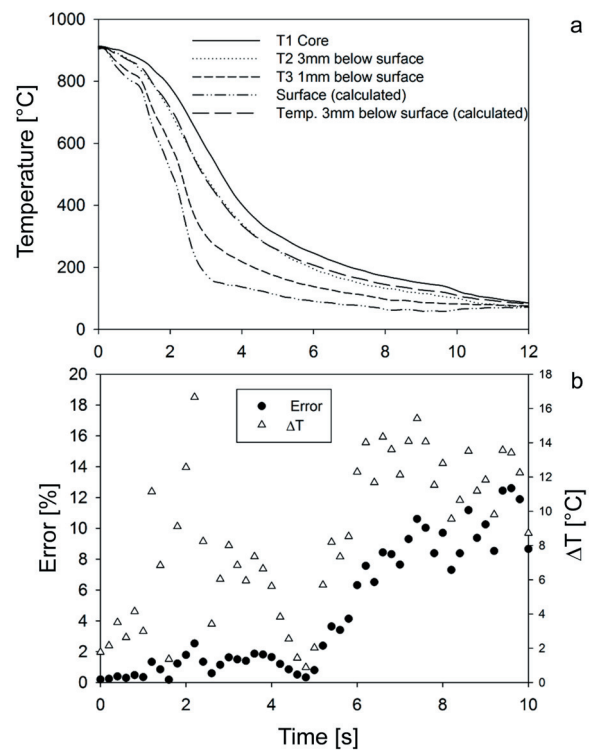 a
1000
800
600
400
200
0
Temperature [°C]
T1 Core
T2 3mm below surface
T3 1mm below surface
Surface (calculated)
Temp. 3mm below surface (calculated)
0 2 4 6 8 10 12
b
20
18
16
14
12
10
8
6
4
2
0
Error [%]
Error
ΔT
18
16
14
12
10
8
6
4
2
0
ΔT [°C]
0 2 4 6 8 10
Time [s]